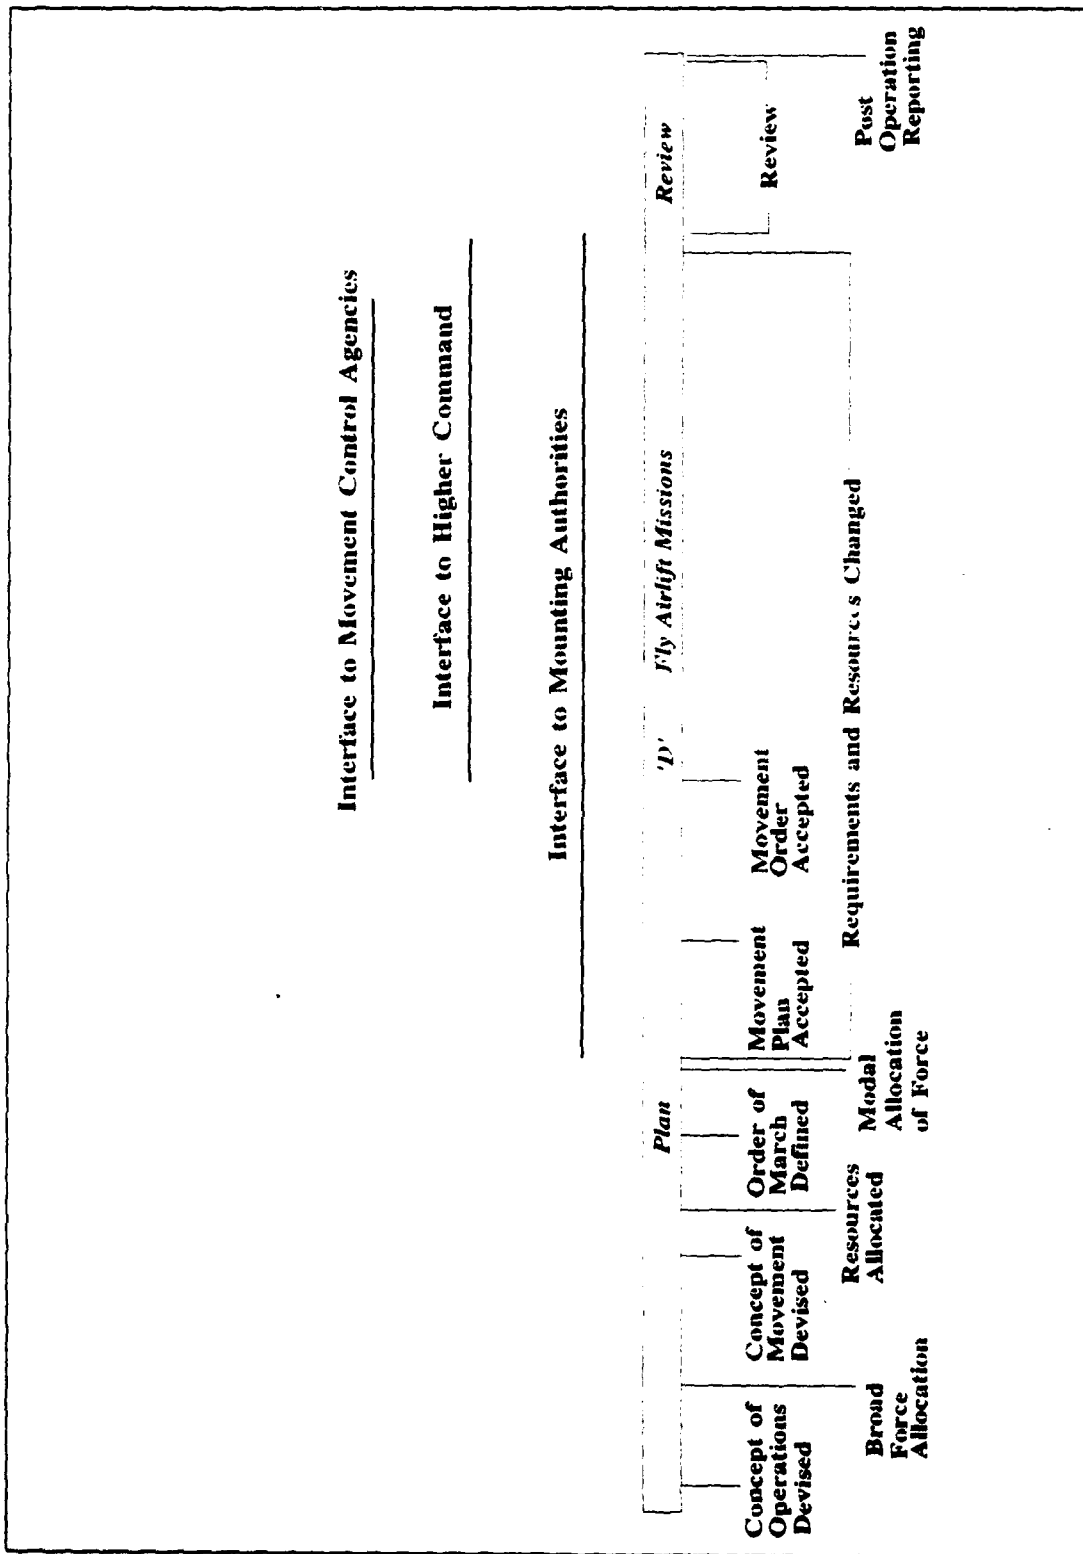 Interface to Movement Control Agencies
Interface to Higher Command
Interface to Mounting Authorities
Plan
'D'
Fly Airlift Missions
Review
Concept of
Operations
Devised
Concept of
Movement
Devised
Order of
March
Defined
Movement
Plan
Accepted
Movement
Order
Accepted
Review
Broad
Force
Allocation
Resources
Allocated
Modal
Allocation
of Force
Requirements and Resources Changed
Post
Operation
Reporting